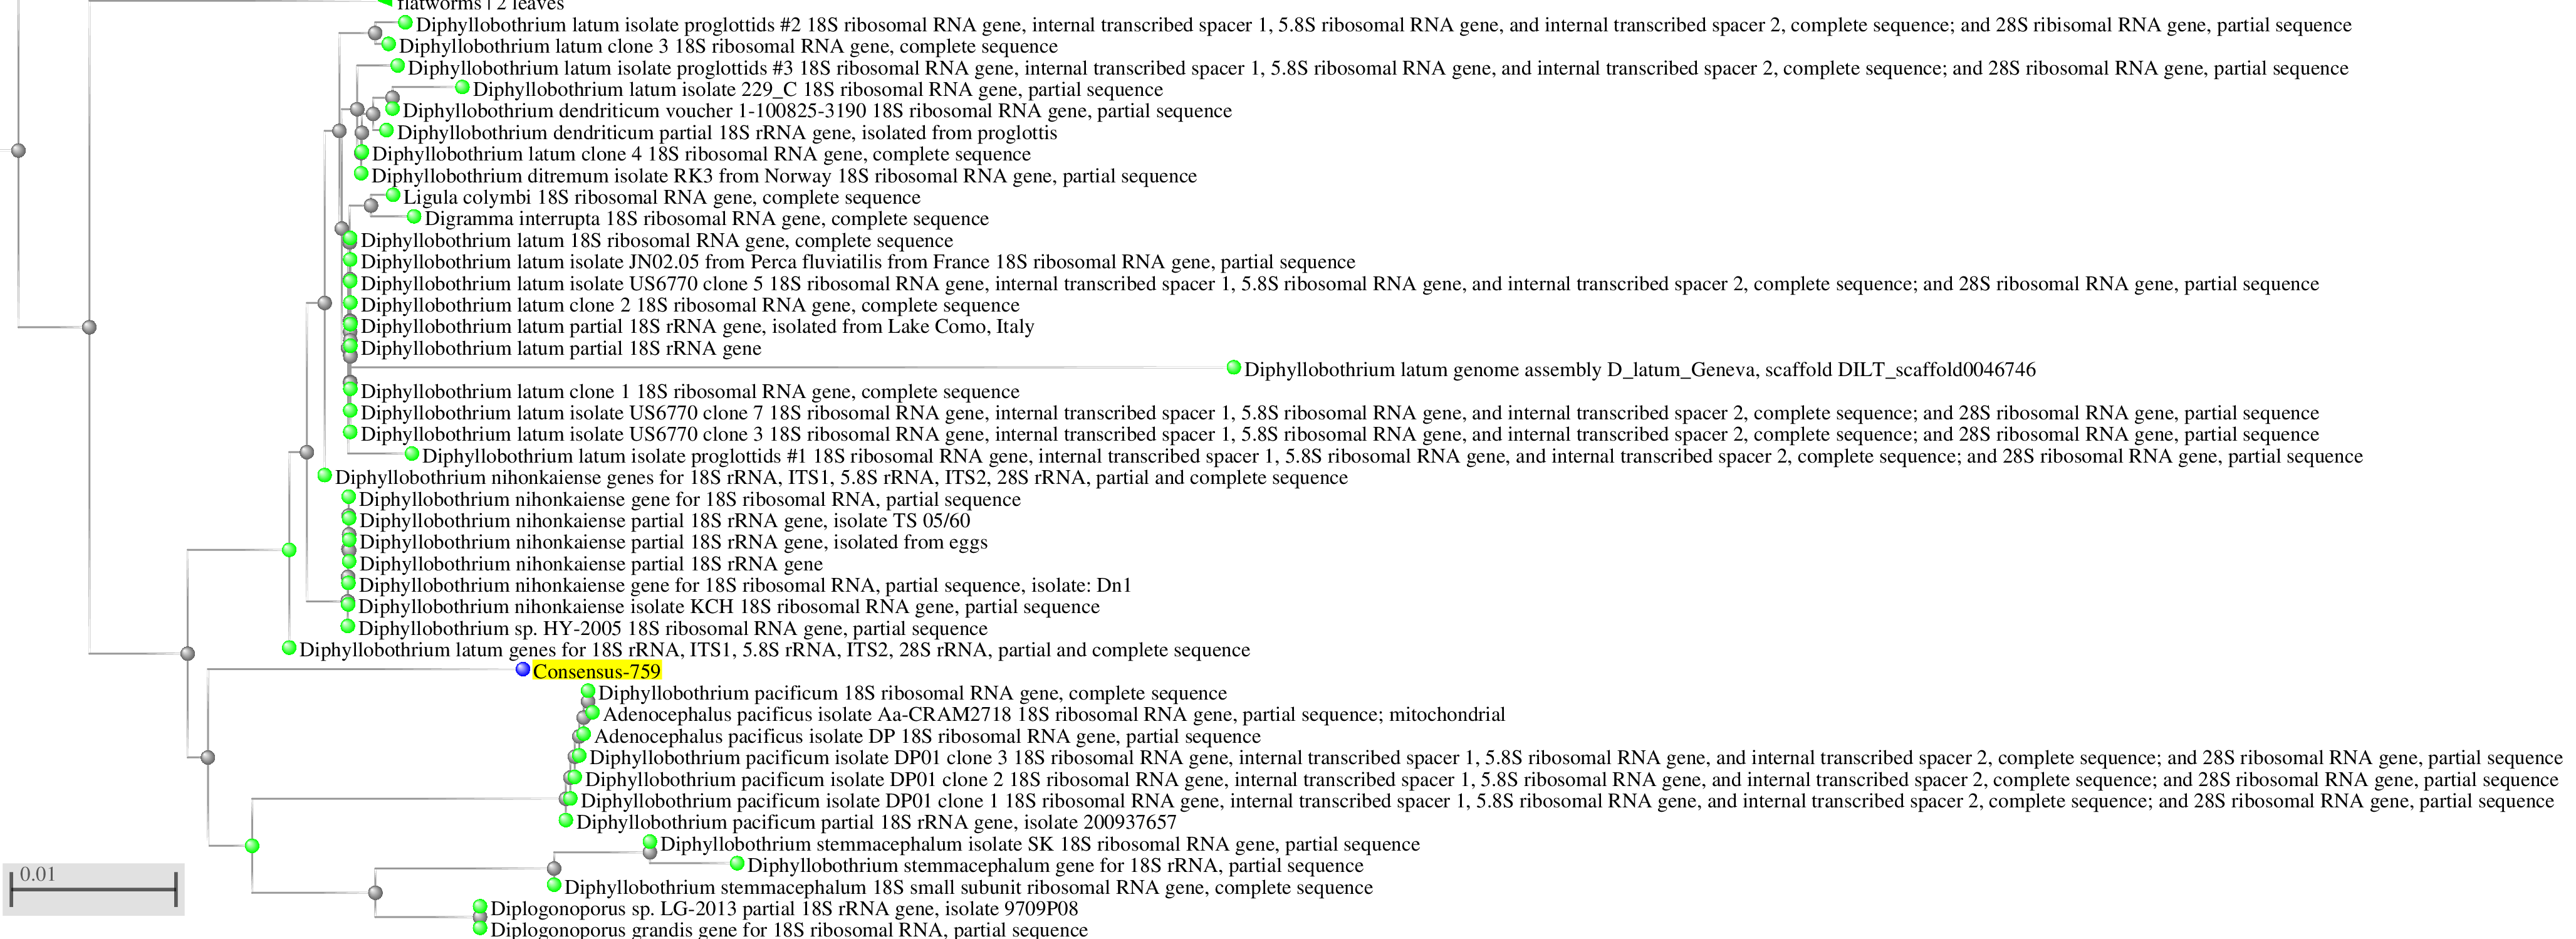 flatworms | 2 leaves
Diphyllobothrium latum isolate proglottids #2 18S ribosomal RNA gene, internal transcribed spacer 1, 5.8S ribosomal RNA gene, and internal transcribed spacer 2, complete sequence; and 28S ribisomal RNA gene, partial sequence
Diphyllobothrium latum clone 3 18S ribosomal RNA gene, complete sequence
Diphyllobothrium latum isolate proglottids #3 18S ribosomal RNA gene, internal transcribed spacer 1, 5.8S ribosomal RNA gene, and internal transcribed spacer 2, complete sequence; and 28S ribosomal RNA gene, partial sequence
Diphyllobothrium latum isolate 229_C 18S ribosomal RNA gene, partial sequence
Diphyllobothrium dendriticum voucher 1-100825-3190 18S ribosomal RNA gene, partial sequence
Diphyllobothrium dendriticum partial 18S rRNA gene, isolated from proglottis
Diphyllobothrium latum clone 4 18S ribosomal RNA gene, complete sequence
Diphyllobothrium ditremum isolate RK3 from Norway 18S ribosomal RNA gene, partial sequence
Ligula colymbi 18S ribosomal RNA gene, complete sequence
Digramma interrupta 18S ribosomal RNA gene, complete sequence
Diphyllobothrium latum 18S ribosomal RNA gene, complete sequence
Diphyllobothrium latum isolate JN02.05 from Perca fluviatilis from France 18S ribosomal RNA gene, partial sequence
Diphyllobothrium latum isolate US6770 clone 5 18S ribosomal RNA gene, internal transcribed spacer 1, 5.8S ribosomal RNA gene, and internal transcribed spacer 2, complete sequence; and 28S ribosomal RNA gene, partial sequence
Diphyllobothrium latum clone 2 18S ribosomal RNA gene, complete sequence
Diphyllobothrium latum partial 18S rRNA gene, isolated from Lake Como, Italy
Diphyllobothrium latum partial 18S rRNA gene
Diphyllobothrium latum genome assembly D_latum_Geneva, scaffold DILT_scaffold0046746
Diphyllobothrium latum clone 1 18S ribosomal RNA gene, complete sequence
Diphyllobothrium latum isolate US6770 clone 7 18S ribosomal RNA gene, internal transcribed spacer 1, 5.8S ribosomal RNA gene, and internal transcribed spacer 2, complete sequence; and 28S ribosomal RNA gene, partial sequence
Diphyllobothrium latum isolate US6770 clone 3 18S ribosomal RNA gene, internal transcribed spacer 1, 5.8S ribosomal RNA gene, and internal transcribed spacer 2, complete sequence; and 28S ribosomal RNA gene, partial sequence
Diphyllobothrium latum isolate proglottids #1 18S ribosomal RNA gene, internal transcribed spacer 1, 5.8S ribosomal RNA gene, and internal transcribed spacer 2, complete sequence; and 28S ribosomal RNA gene, partial sequence
Diphyllobothrium nihonkaiense genes for 18S rRNA, ITS1, 5.8S rRNA, ITS2, 28S rRNA, partial and complete sequence
Diphyllobothrium nihonkaiense gene for 18S ribosomal RNA, partial sequence
Diphyllobothrium nihonkaiense partial 18S rRNA gene, isolate TS 05/60
Diphyllobothrium nihonkaiense partial 18S rRNA gene, isolated from eggs
Diphyllobothrium nihonkaiense partial 18S rRNA gene
Diphyllobothrium nihonkaiense gene for 18S ribosomal RNA, partial sequence, isolate: Dn1
Diphyllobothrium nihonkaiense isolate KCH 18S ribosomal RNA gene, partial sequence
Diphyllobothrium sp. HY-2005 18S ribosomal RNA gene, partial sequence
Diphyllobothrium latum genes for 18S rRNA, ITS1, 5.8S rRNA, ITS2, 28S rRNA, partial and complete sequence
Consensus-759
Diphyllobothrium pacificum 18S ribosomal RNA gene, complete sequence
Adenocephalus pacificus isolate Aa-CRAM2718 18S ribosomal RNA gene, partial sequence; mitochondrial
Adenocephalus pacificus isolate DP 18S ribosomal RNA gene, partial sequence
Diphyllobothrium pacificum isolate DP01 clone 3 18S ribosomal RNA gene, internal transcribed spacer 1, 5.8S ribosomal RNA gene, and internal transcribed spacer 2, complete sequence; and 28S ribosomal RNA gene, partial sequence
Diphyllobothrium pacificum isolate DP01 clone 2 18S ribosomal RNA gene, internal transcribed spacer 1, 5.8S ribosomal RNA gene, and internal transcribed spacer 2, complete sequence; and 28S ribosomal RNA gene, partial sequence
Diphyllobothrium pacificum isolate DP01 clone 1 18S ribosomal RNA gene, internal transcribed spacer 1, 5.8S ribosomal RNA gene, and internal transcribed spacer 2, complete sequence; and 28S ribosomal RNA gene, partial sequence
Diphyllobothrium pacificum partial 18S rRNA gene, isolate 200937657
Diphyllobothrium stemmacephalum isolate SK 18S ribosomal RNA gene, partial sequence
Diphyllobothrium stemmacephalum gene for 18S rRNA, partial sequence
Diphyllobothrium stemmacephalum 18S small subunit ribosomal RNA gene, complete sequence
Diplogonoporus sp. LG-2013 partial 18S rRNA gene, isolate 9709P08
Diplogonoporus grandis gene for 18S ribosomal RNA, partial sequence
0.01